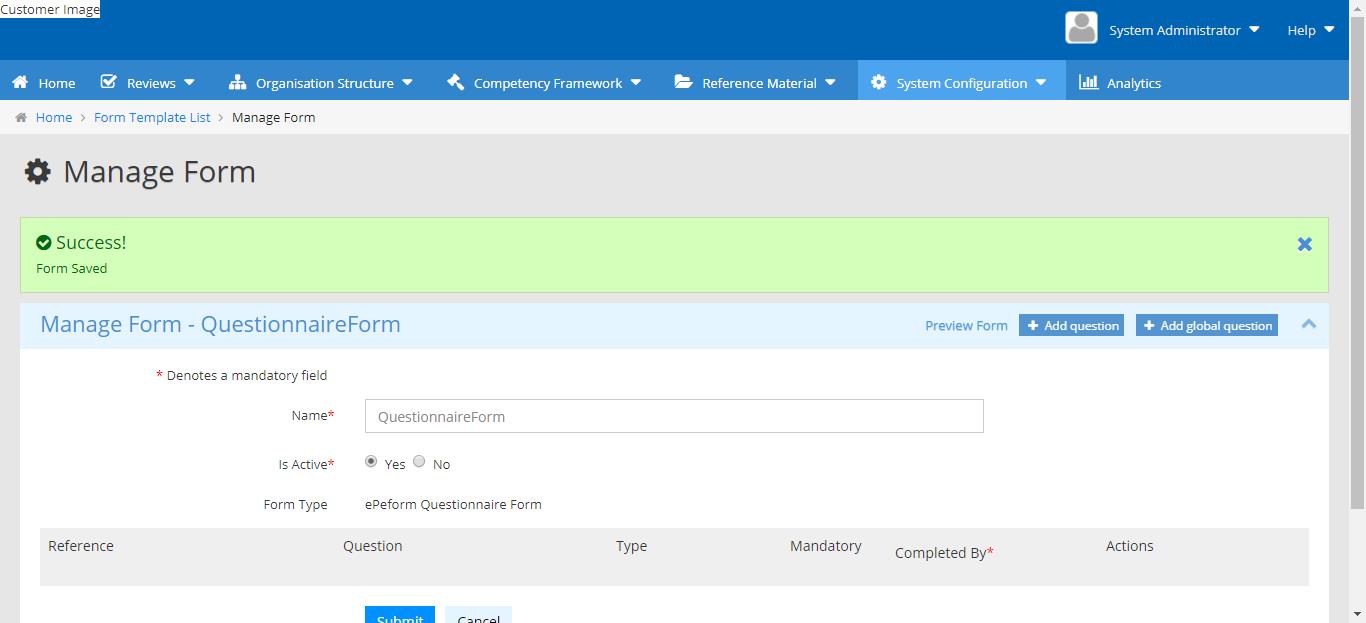 Customer Image
System Administrator
Help
Home
Reviews
Organisation Structure
Competency Framework
Reference Material
System Configuration
Analytics
Home > Form Template List > Manage Form
Manage Form
Success!
Form Saved
Manage Form - QuestionnaireForm
Preview Form
+ Add question
+ Add global question
* Denotes a mandatory field
Name*
QuestionnaireForm
Is Active*
Yes
No
Form Type
ePeform Questionnaire Form
Reference
Question
Type
Mandatory
Completed By*
Actions
Submit
Cancel